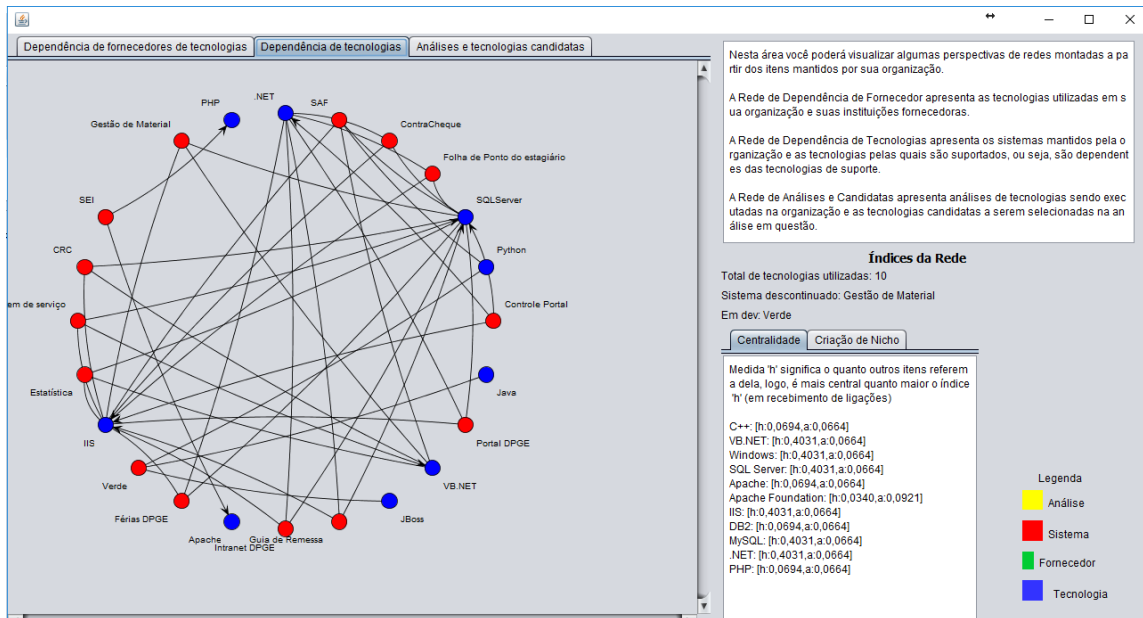 Dependência de fornecedores de tecnologias
Dependência de tecnologias
Análises e tecnologias candidatas
.NET
SAF
PHP
ContraCheque
Gestão de Material
Folha de Ponto do estagiário
SEI
SQLServer
CRC
Python
em de serviço
Controle Portal
Estatística
Java
IIS
Portal DPGE
Verde
VB.NET
Férias DPGE
JBoss
Apache
Guia de Remessa
Intranet DPGE
Nesta área você poderá visualizar algumas perspectivas de redes montadas a pa
rtir dos itens mantidos por sua organização.
A Rede de Dependência de Fornecedor apresenta as tecnologias utilizadas em s
ua organização e suas instituições fornecedoras.
A Rede de Dependência de Tecnologias apresenta os sistemas mantidos pela o
rganização e as tecnologias pelas quais são suportados, ou seja, são dependent
es das tecnologias de suporte.
A Rede de Análises e Candidatas apresenta análises de tecnologias sendo exec
utadas na organização e as tecnologias candidatas a serem selecionadas na an
álise em questão.
Índices da Rede
Total de tecnologias utilizadas: 10
Sistema descontinuado: Gestão de Material
Em dev: Verde
Centralidade
Criação de Nicho
Medida 'h' significa o quanto outros itens referem
a dela, logo, é mais central quanto maior o índice
'h' (em recebimento de ligações)
C++: [h:0,0694,a:0,0664]
VB.NET: [h:0,4031,a:0,0664]
Windows: [h:0,4031,a:0,0664]
SQL Server: [h:0,4031,a:0,0664]
Apache: [h:0,0694,a:0,0664]
Apache Foundation: [h:0,0340,a:0,0921]
IIS: [h:0,4031,a:0,0664]
DB2: [h:0,0694,a:0,0664]
MySQL: [h:0,4031,a:0,0664]
.NET: [h:0,4031,a:0,0664]
PHP: [h:0,0694,a:0,0664]
Legenda
Análise
Sistema
Fornecedor
Tecnologia